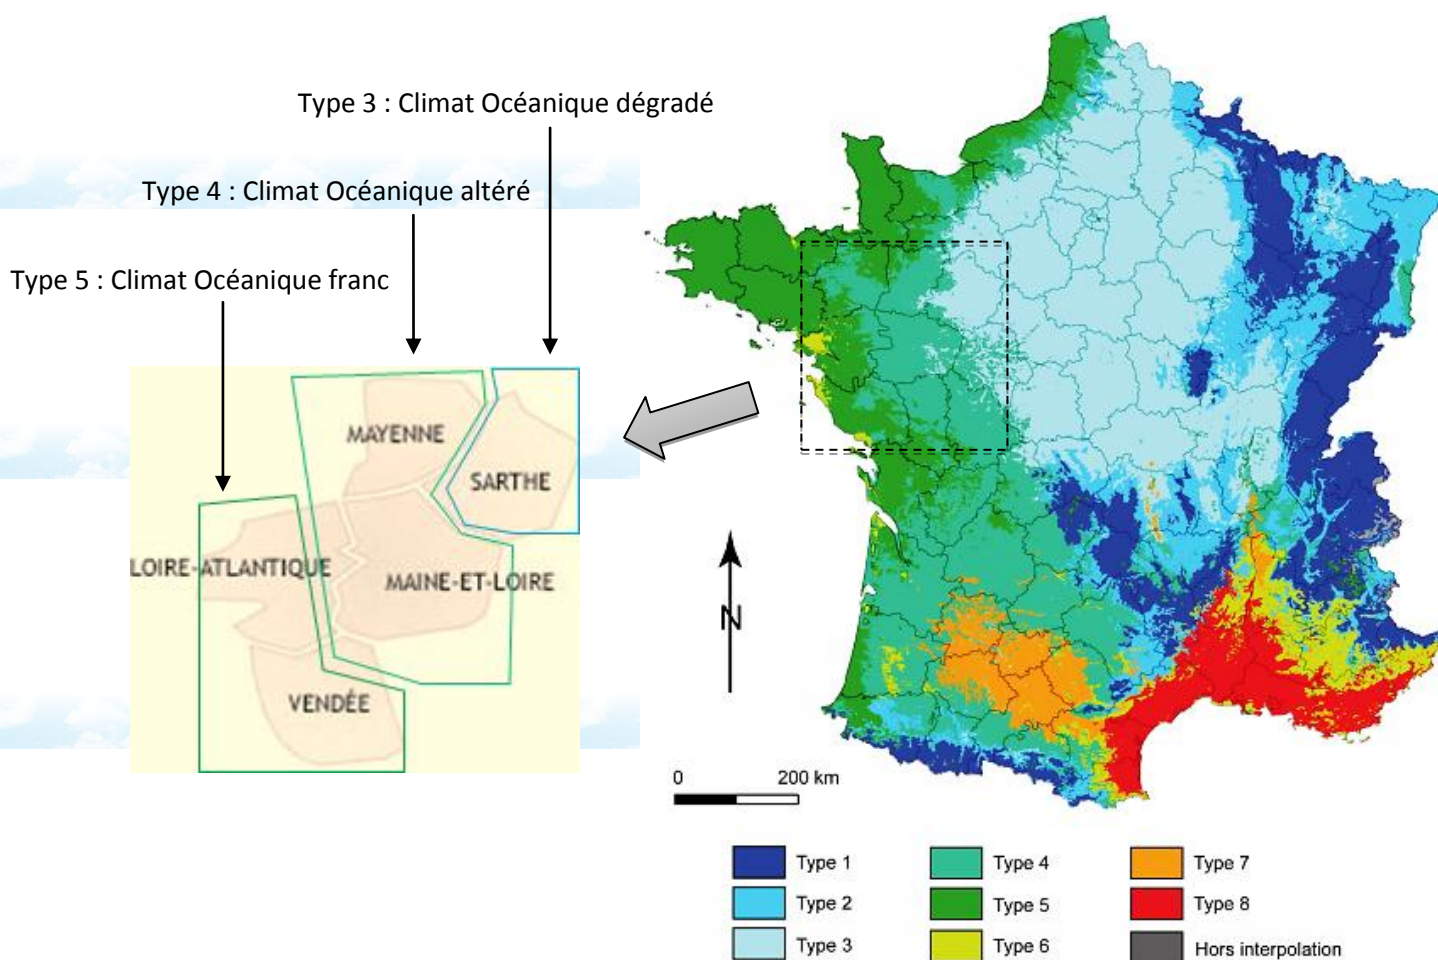 Type 3 : Climat Océanique dégradé
Type 4 : Climat Océanique altéré
Type 5 : Climat Océanique franc
MAYENNE
SARTHE
LOIRE-ATLANTIQUE
MAINE-ET-LOIRE
VENDÉE
N
0 200 km
Type 1
Type 2
Type 3
Type 4
Type 5
Type 6
Type 7
Type 8
Hors interpolation